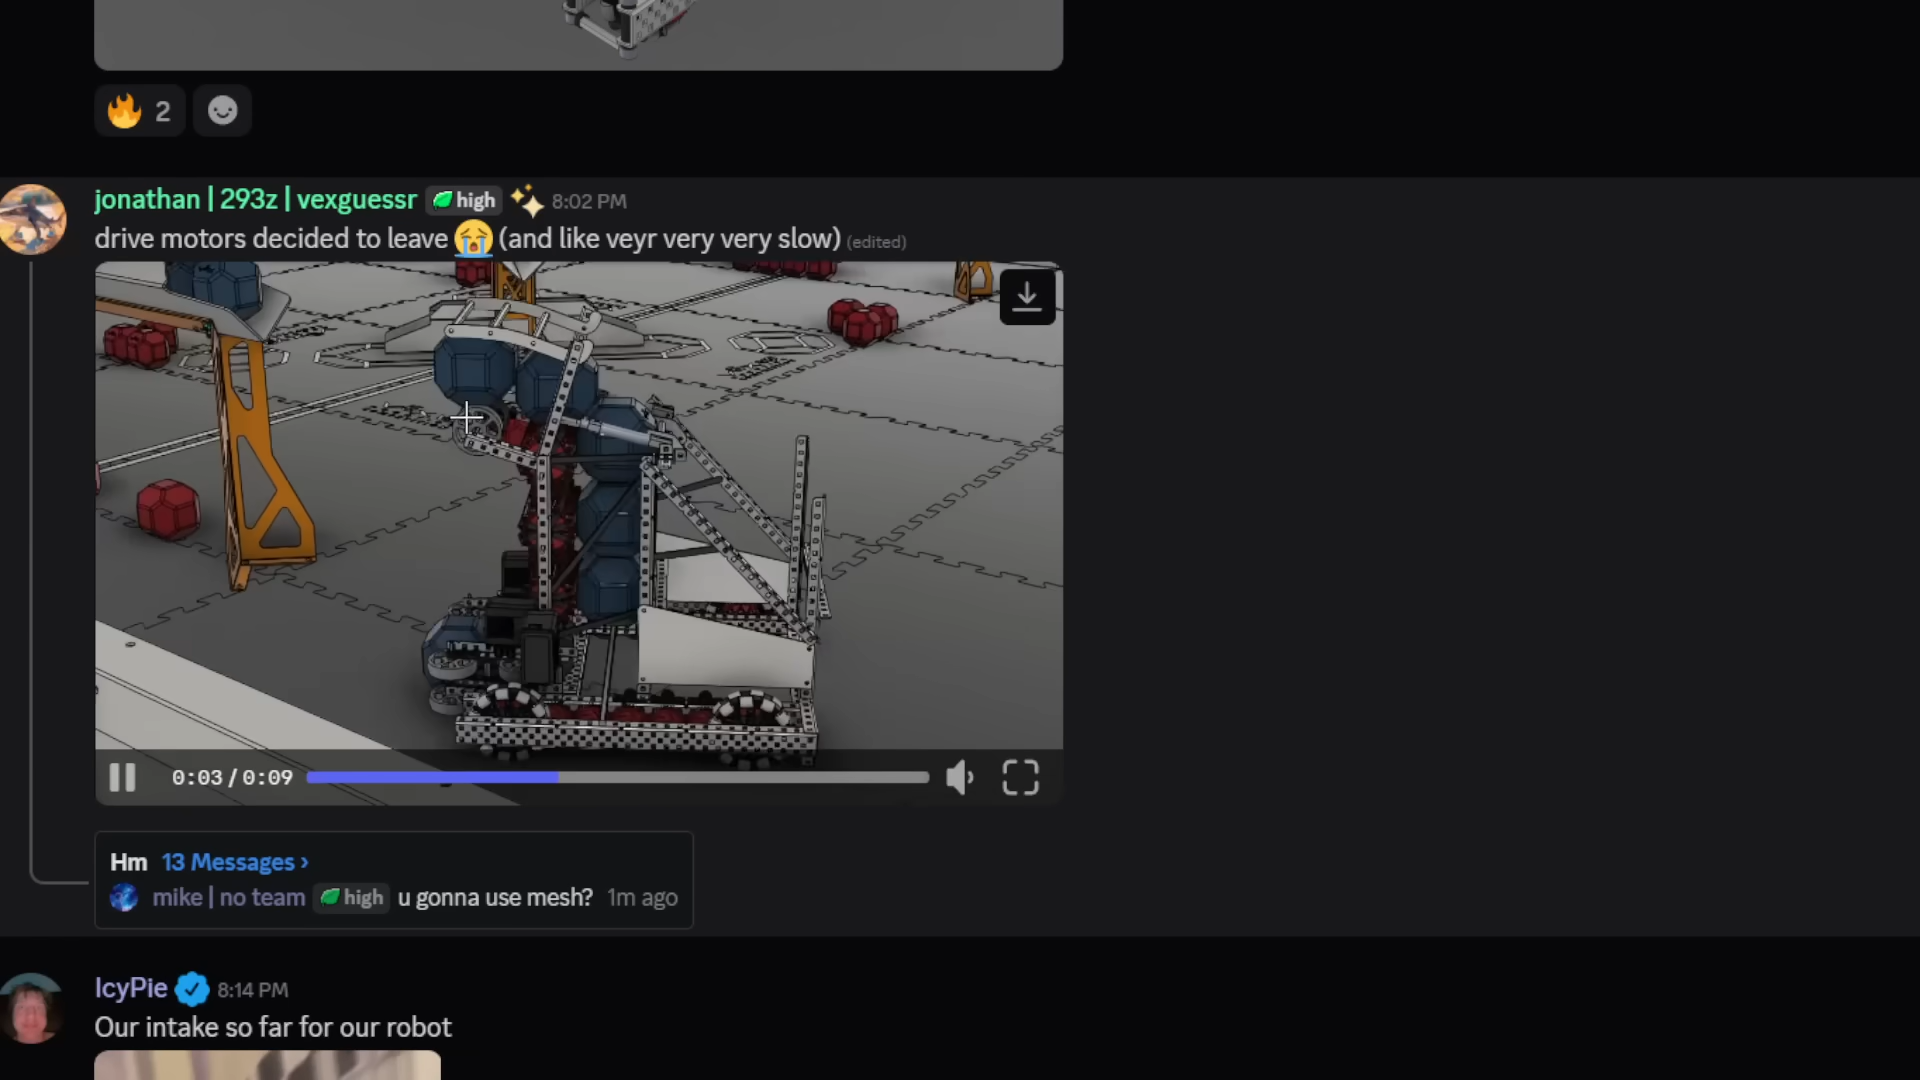 2
jonathan | 293z | vexguessr high 8:02 PM
drive motors decided to leave 😭 (and like veyr very very slow) (edited)
0:03 / 0:09
Hm 13 Messages ›
mike | no team high u gonna use mesh? 1m ago
IcyPie 8:14 PM
Our intake so far for our robot